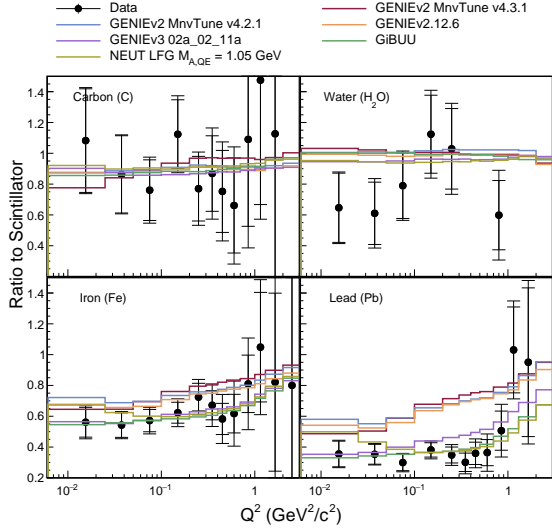 Data
GENIEv2 MnvTune v4.3.1
GENIEv2 MnvTune v4.2.1
GENIEv2.12.6
GENIEv3 02a_02_11a
GiBUU
NEUT LFG M_A,QE = 1.05 GeV
Carbon (C)
Water (H_2O)
1.4
1.2
1
0.8
0.6
0.4
Iron (Fe)
Lead (Pb)
1.4
1.2
1
0.8
0.6
0.4
0.2
10^−2
10^−1
1
10^−2
10^−1
1
Ratio to Scintillator
Q^2 (GeV^2/c^2)